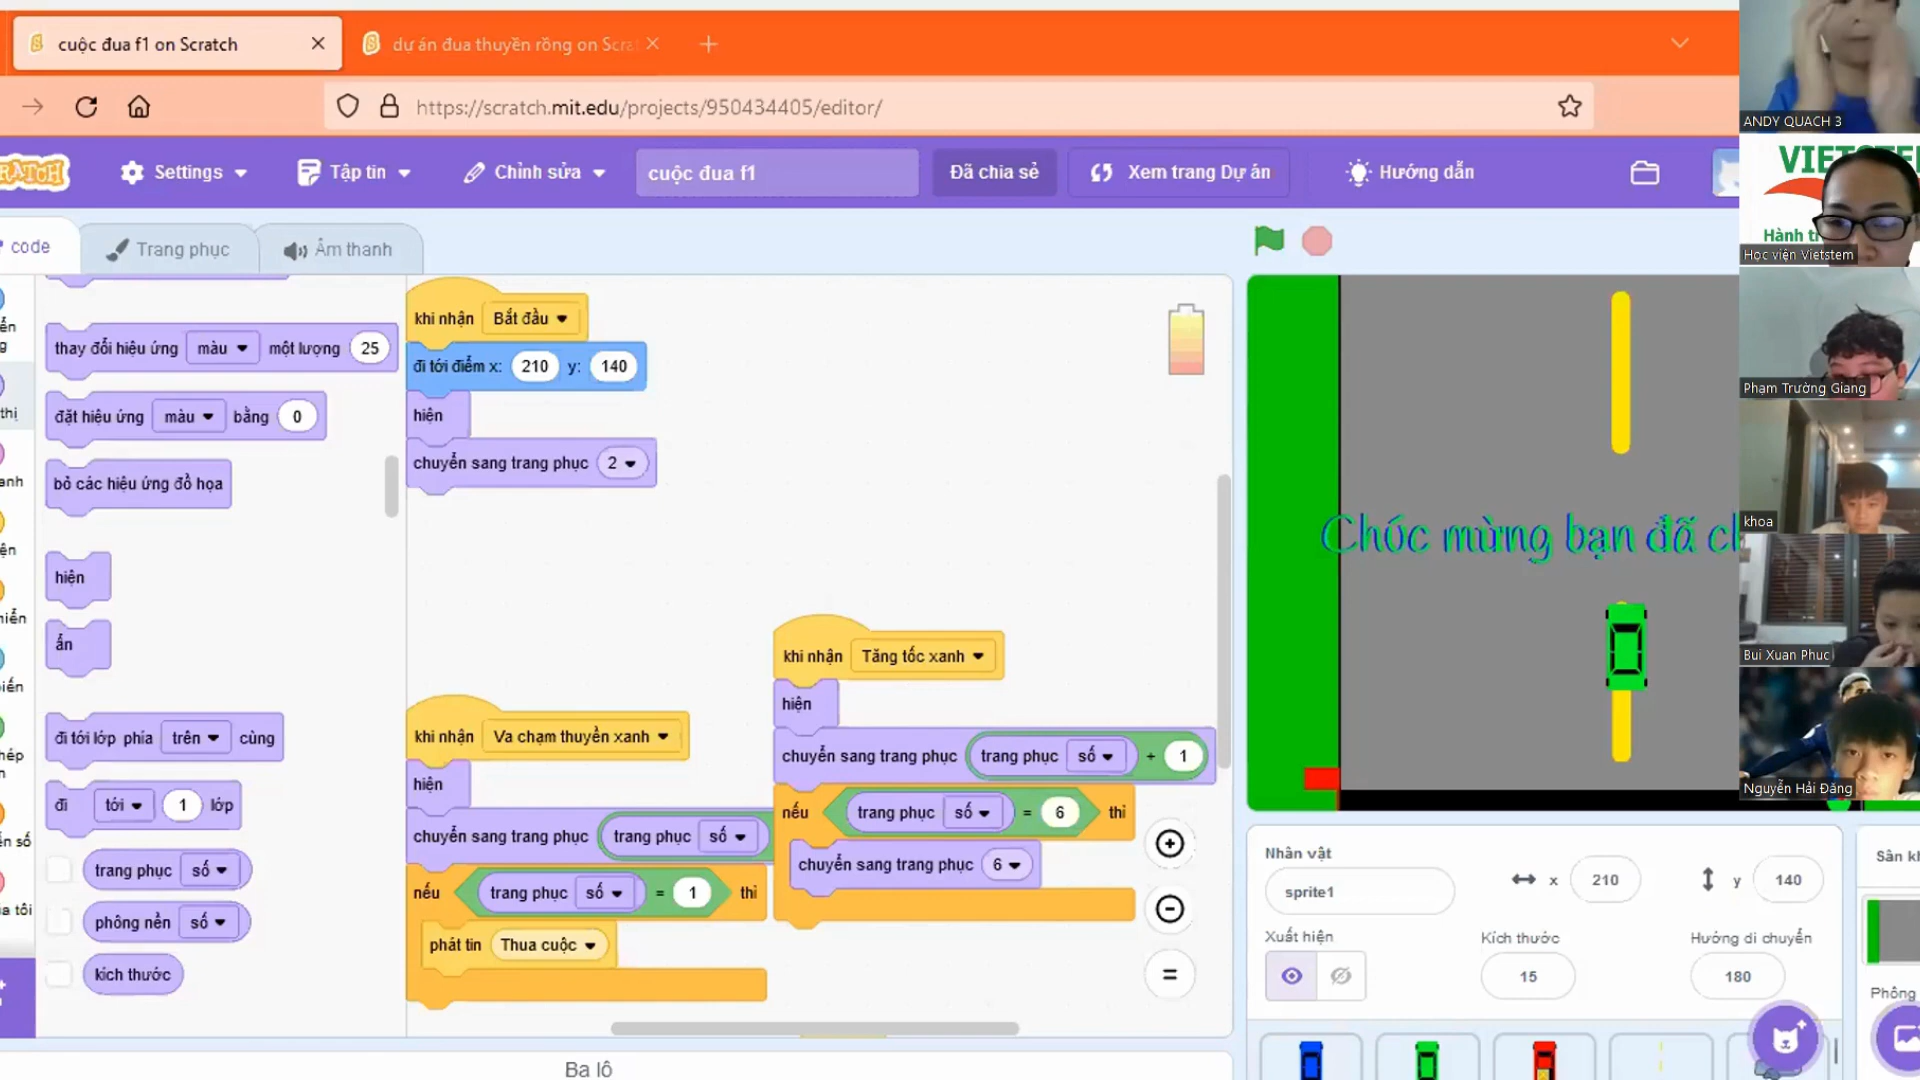 cuộc đua f1 on Scratch
dự án đua thuyền rồng on Scra
https://scratch.mit.edu/projects/950434405/editor/
RATCH
Settings
Tập tin
Chỉnh sửa
cuộc đua f1
Đã chia sẻ
Xem trang Dự án
Hướng dẫn
code
Trang phục
Âm thanh
thay đổi hiệu ứng màu một lượng 25
đặt hiệu ứng màu bằng 0
bỏ các hiệu ứng đồ họa
hiện
ẩn
đi tới lớp phía trên cùng
đi tới 1 lớp
trang phục số
phông nền số
kích thước
khi nhận Bắt đầu
đi tới điểm x: 210 y: 140
hiện
chuyển sang trang phục 2
khi nhận Va chạm thuyền xanh
hiện
chuyển sang trang phục trang phục số
nếu trang phục số = 1 thì
phát tin Thua cuộc
khi nhận Tăng tốc xanh
hiện
chuyển sang trang phục trang phục số + 1
nếu trang phục số = 6 thì
chuyển sang trang phục 6
Ba lô
Chúc mừng bạn đã
Nhân vật
sprite1
x 210
y 140
Xuất hiện
Kích thước
15
Hướng di chuyển
180
Phông
ANDY QUACH 3
VIETSTE
Hành t
Học viện Vietstem
Phạm Trường Giang
khoa
Bui Xuan Phuc
Nguyễn Hải Đăng